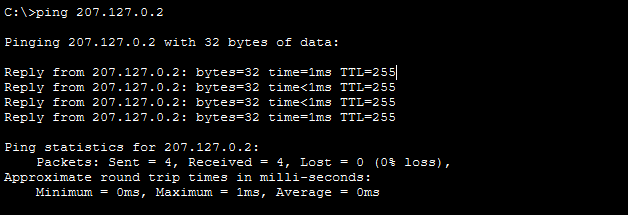 C:\>ping 207.127.0.2
Pinging 207.127.0.2 with 32 bytes of data:
Reply from 207.127.0.2: bytes=32 time=1ms TTL=255
Reply from 207.127.0.2: bytes=32 time<1ms TTL=255
Reply from 207.127.0.2: bytes=32 time<1ms TTL=255
Reply from 207.127.0.2: bytes=32 time=1ms TTL=255
Ping statistics for 207.127.0.2:
    Packets: Sent = 4, Received = 4, Lost = 0 (0% loss),
Approximate round trip times in milli-seconds:
    Minimum = 0ms, Maximum = 1ms, Average = 0ms